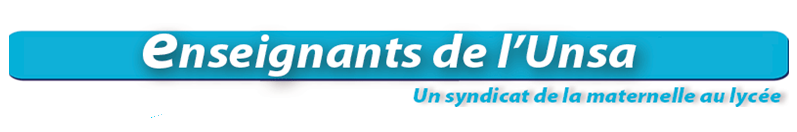 enseignants de l'Unsa
Un syndicat de la maternelle au lycée